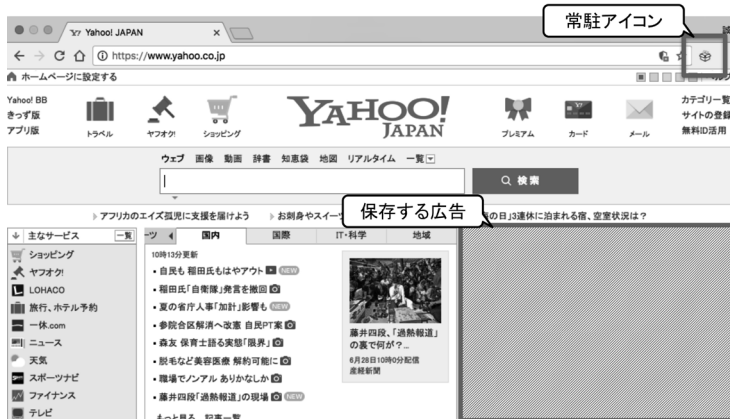 常駐アイコン
Yahoo! JAPAN
https://www.yahoo.co.jp
ホームページに設定する
Yahoo! BB
きっず版
アプリ版
トラベル
ヤフオク!
ショッピング
YAHOO!
JAPAN
プレミアム
カード
メール
カテゴリ一覧
サイトの登録
無料ID活用
ウェブ 画像 動画 辞書 知恵袋 地図 リアルタイム 一覧
検索
アフリカのエイズ孤児に支援を届けよう
お刺身やスイーツ
の日」3連休に泊まれる宿、空室状況は?
保存する広告
主なサービス 一覧
ショッピング
ヤフオク!
LOHACO
旅行、ホテル予約
一休.com
ニュース
天気
スポーツナビ
ファイナンス
テレビ
ーツ 国内 国際 IT・科学 地域
10時13分更新
自民も 稲田氏もはやアウト NEW
稲田氏「自衛隊」発言を撤回
夏の省庁人事「加計」影響も NEW
参院合区解消へ改憲 自民PT案
森友 保育士語る実態「限界」
脱毛など美容医療 解約可能に
職場でノンアル ありかなしか
藤井四段「過熱報道」の現場 NEW
もっと見る 記事一覧
藤井四段、「過熱報道」
の裏で何が?...
6月28日10時0分配信
産経新聞